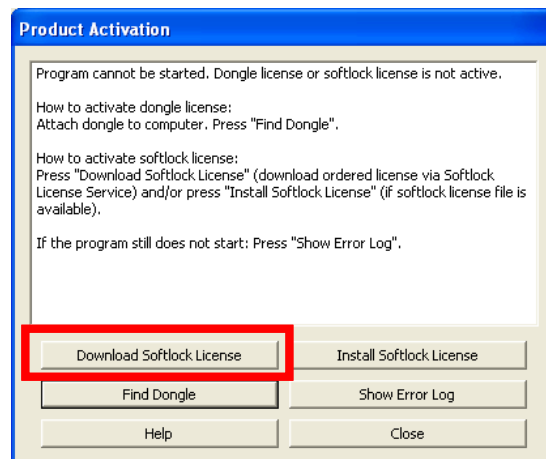 Product Activation
Program cannot be started. Dongle license or softlock license is not active.
How to activate dongle license:
Attach dongle to computer. Press "Find Dongle".
How to activate softlock license:
Press "Download Softlock License" (download ordered license via Softlock
License Service) and/or press "Install Softlock License" (if softlock license file is
available).
If the program still does not start: Press "Show Error Log".
Download Softlock License
Install Softlock License
Find Dongle
Show Error Log
Help
Close